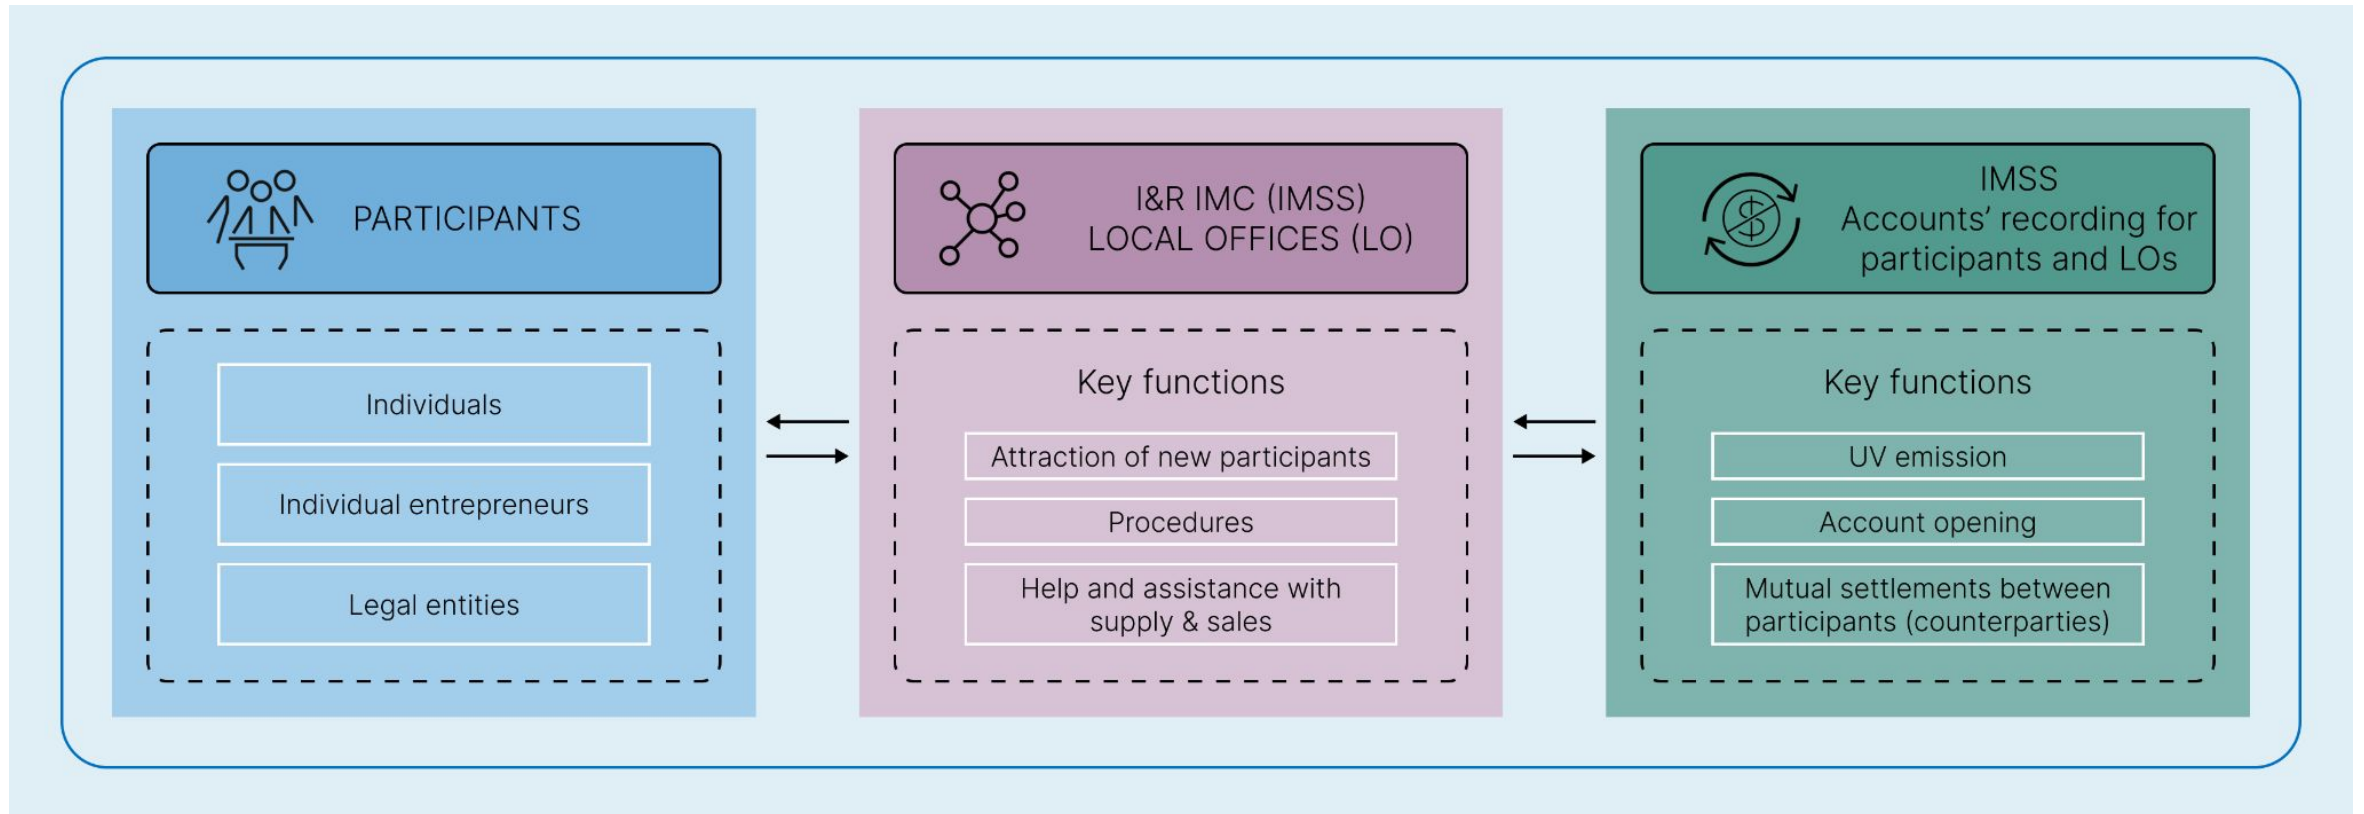 PARTICIPANTS
Individuals
Individual entrepreneurs
Legal entities
I&R IMC (IMSS)
LOCAL OFFICES (LO)
Key functions
Attraction of new participants
Procedures
Help and assistance with
supply & sales
IMSS
Accounts’ recording for
participants and LOs
Key functions
UV emission
Account opening
Mutual settlements between
participants (counterparties)